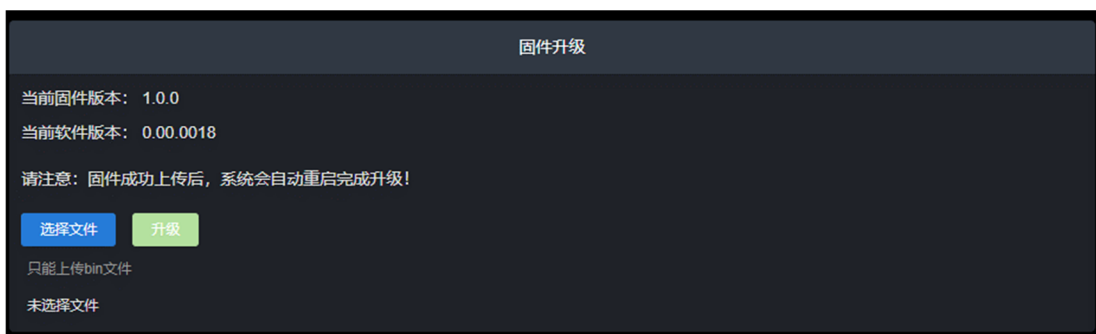 固件升级
当前固件版本： 1.0.0
当前软件版本： 0.00.0018
请注意：固件成功上传后，系统会自动重启完成升级！
选择文件 升级
只能上传bin文件
未选择文件